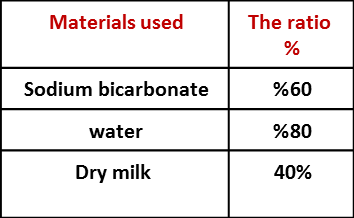 Materials used The ratio
%
Sodium bicarbonate %60
water %80
Dry milk 40%